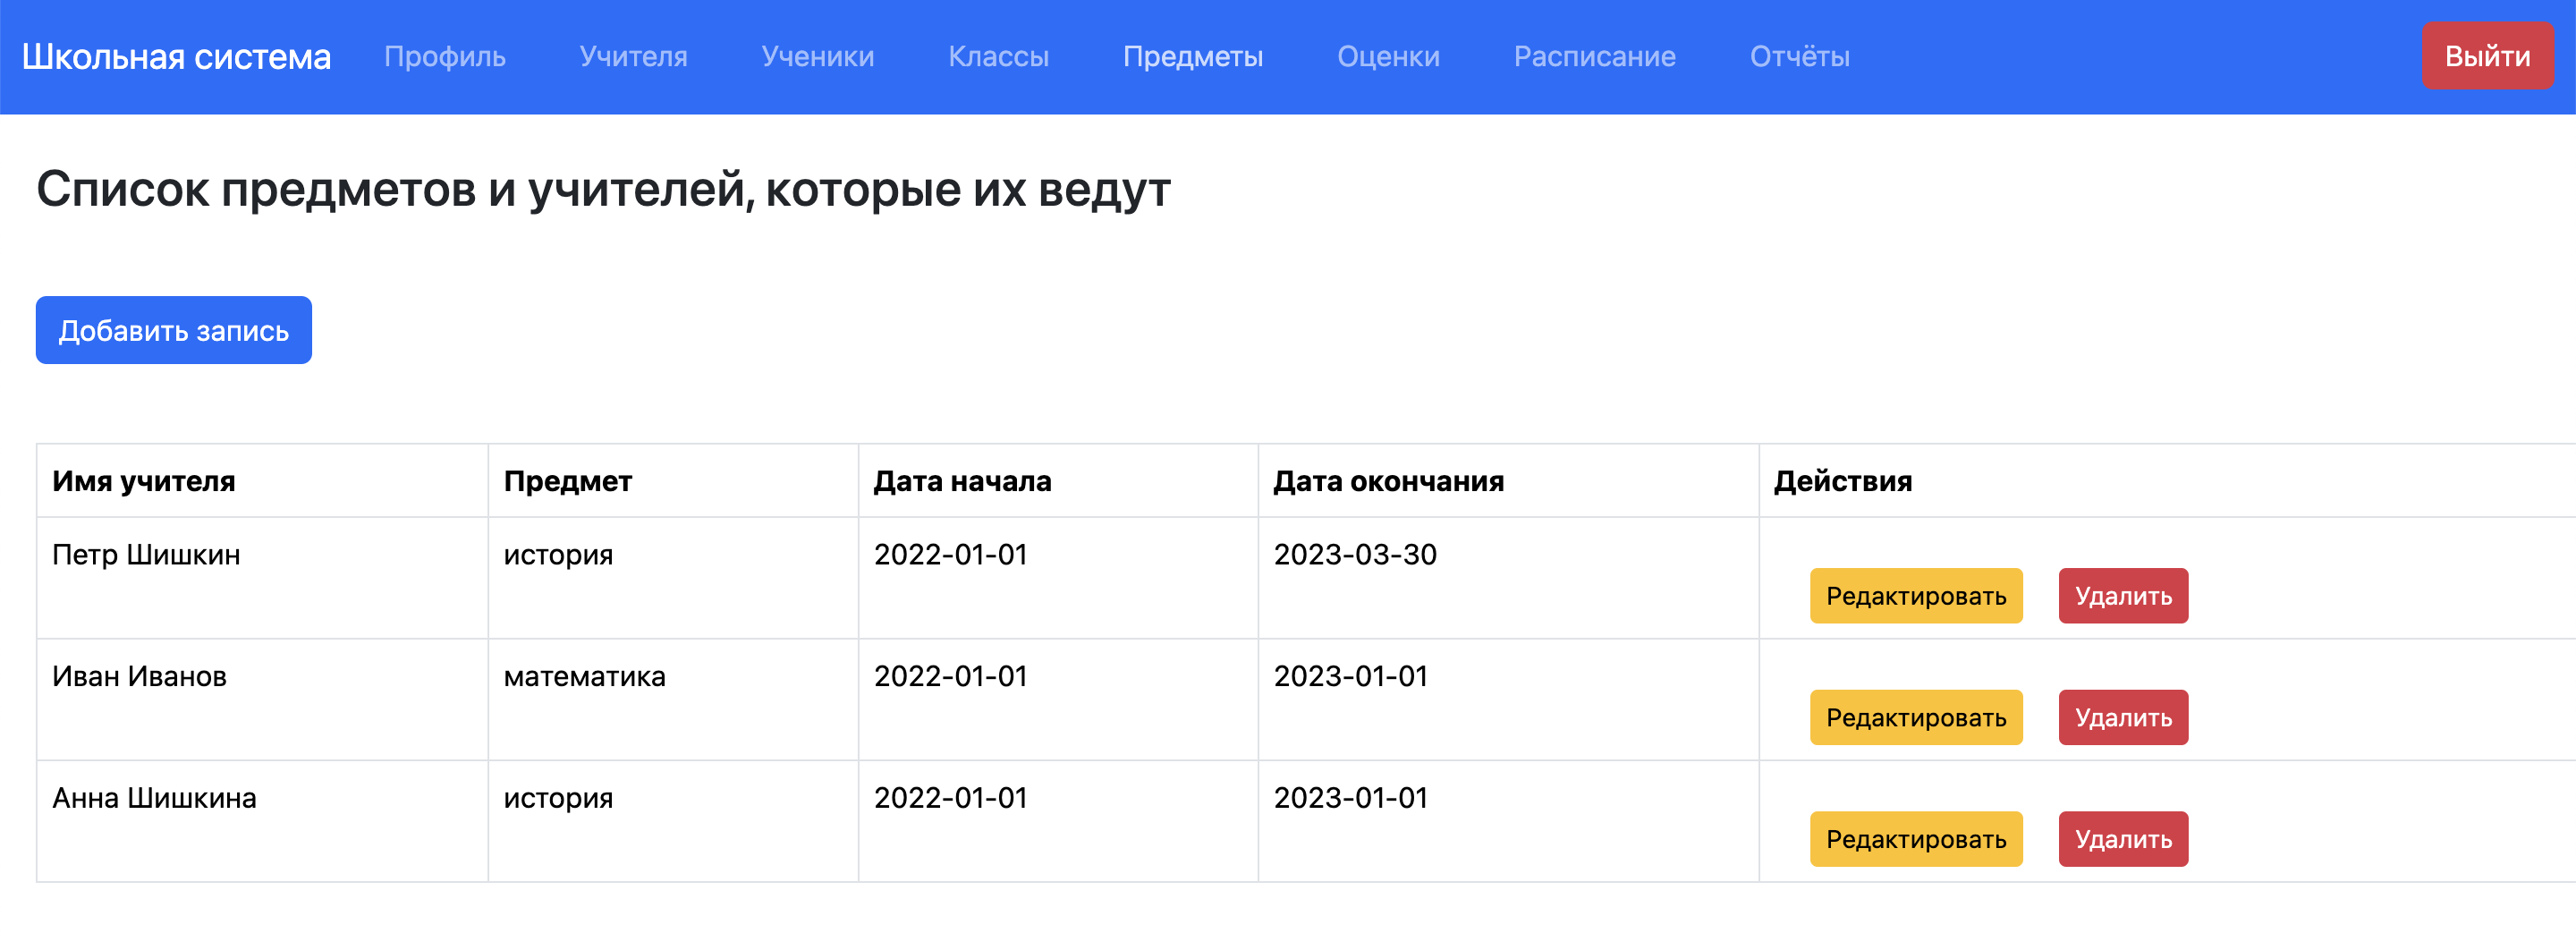 Школьная система Профиль Учителя Ученики Классы Предметы Оценки Расписание Отчёты Выйти
Список предметов и учителей, которые их ведут
Добавить запись
Имя учителя Предмет Дата начала Дата окончания Действия
Петр Шишкин история 2022-01-01 2023-03-30
Редактировать Удалить
Иван Иванов математика 2022-01-01 2023-01-01
Редактировать Удалить
Анна Шишкина история 2022-01-01 2023-01-01
Редактировать Удалить